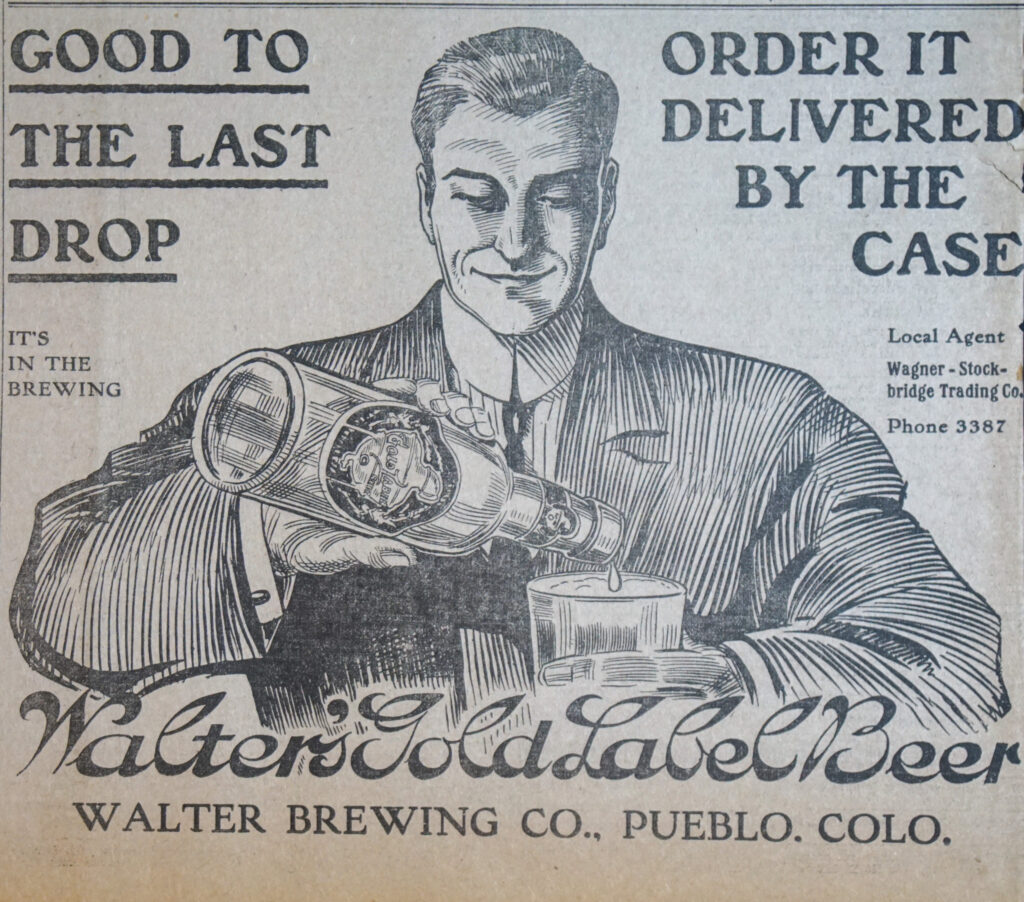 GOOD TO
THE LAST
DROP
IT'S
IN THE
BREWING
ORDER IT
DELIVERED
BY THE
CASE
Local Agent
Wagner - Stock-
bridge Trading Co.
Phone 3387
Walters' Gold Label Beer
WALTER BREWING CO., PUEBLO. COLO.